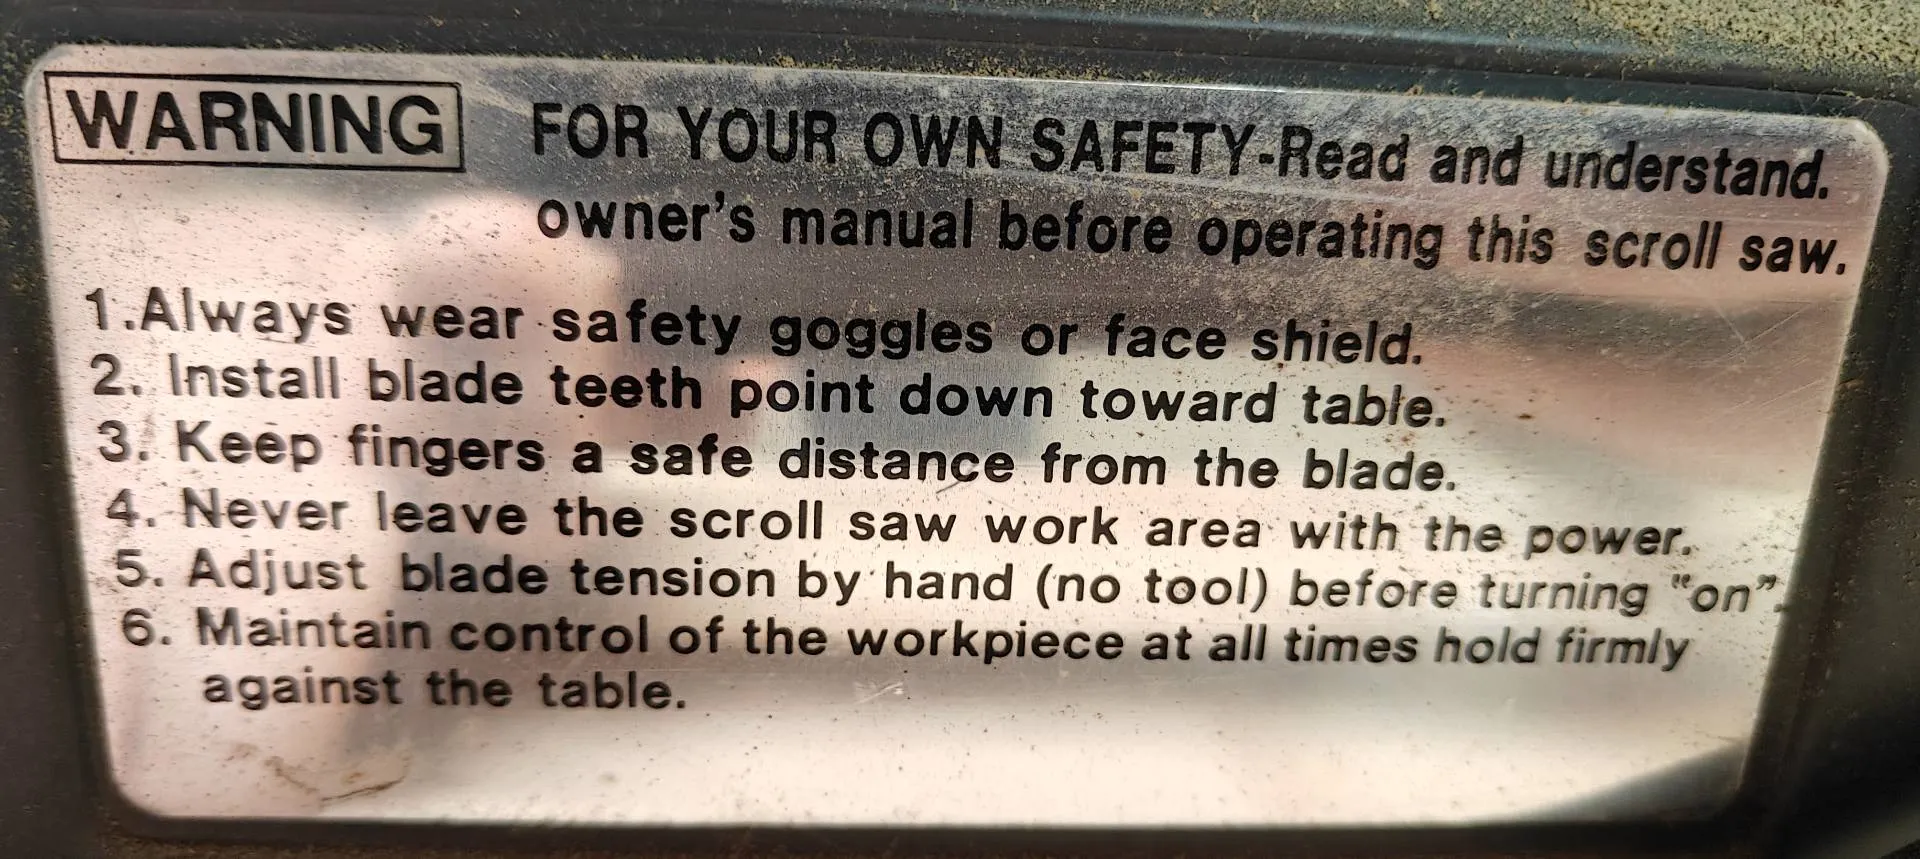 WARNING FOR YOUR OWN SAFETY-Read and understand.
owner's manual before operating this scroll saw.
1.Always wear safety goggles or face shield.
2. Install blade teeth point down toward table.
3. Keep fingers a safe distance from the blade.
4. Never leave the scroll saw work area with the power.
5. Adjust blade tension by hand (no tool) before turning "on".
6. Maintain control of the workpiece at all times hold firmly
against the table.